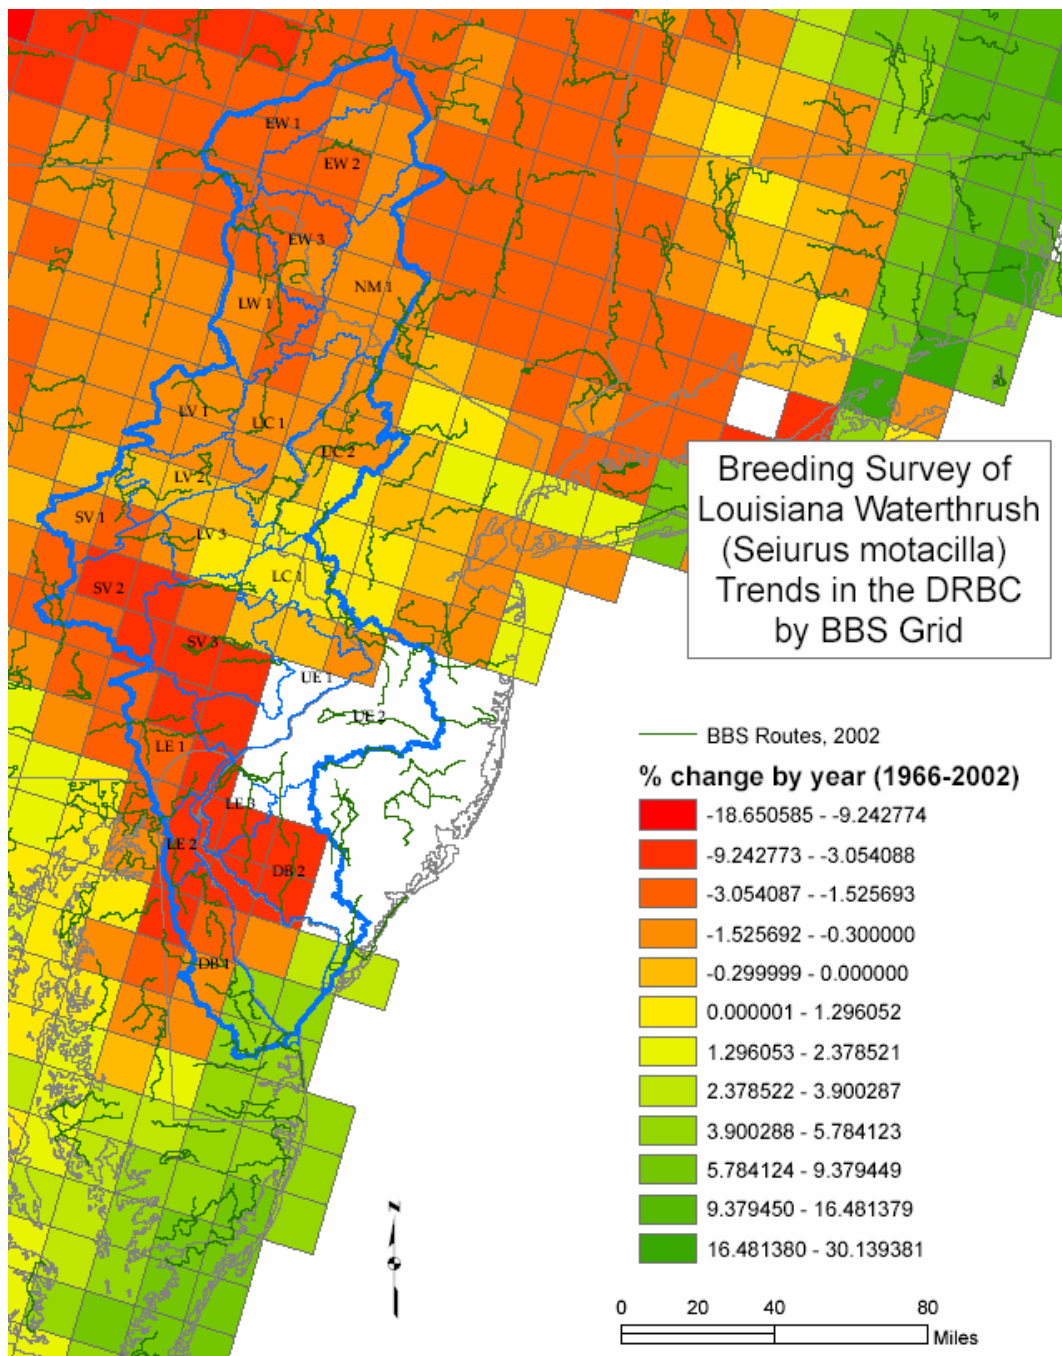 EW 1
EW 2
EW 3
NM 1
LW 1
LV 1
UC 1
UC 2
LV 2
SV 1
LV 3
LC 1
SV 2
SV 3
UE 1
UE 2
LE 1
LE 3
LE 2
DB 2
DB 1
Breeding Survey of
Louisiana Waterthrush
(Seiurus motacilla)
Trends in the DRBC
by BBS Grid
BBS Routes, 2002
% change by year (1966-2002)
-18.650585 - -9.242774
-9.242773 - -3.054088
-3.054087 - -1.525693
-1.525692 - -0.300000
-0.299999 - 0.000000
0.000001 - 1.296052
1.296053 - 2.378521
2.378522 - 3.900287
3.900288 - 5.784123
5.784124 - 9.379449
9.379450 - 16.481379
16.481380 - 30.139381
N
0 20 40 80
Miles